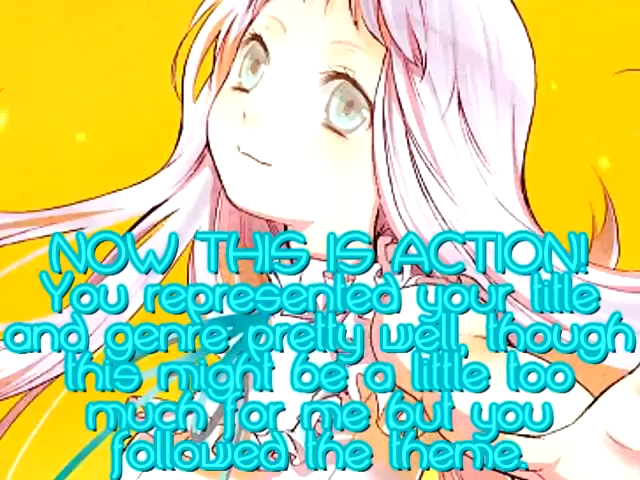 NOW THIS IS ACTION!
You represented your title
and genre pretty well, though
this might be a little too
much for me but you
followed the theme.